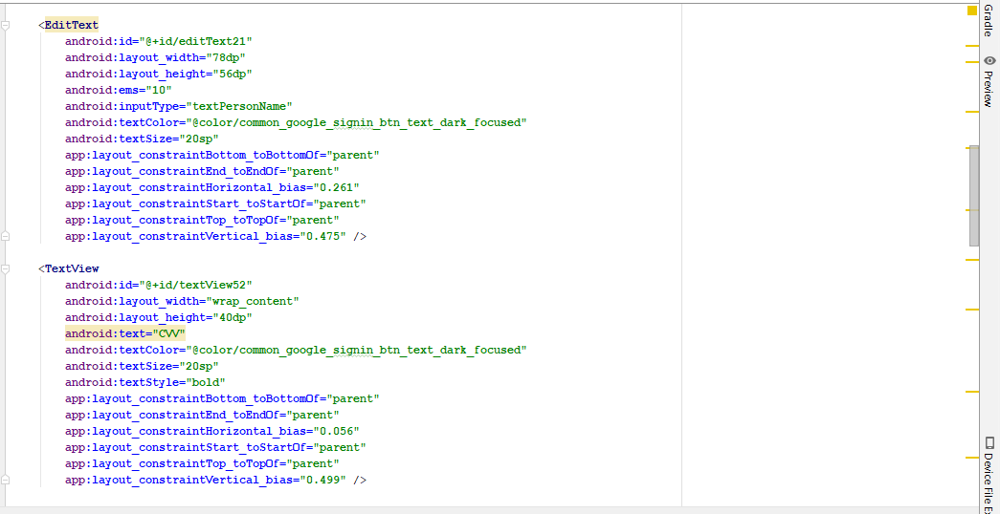 <EditText
android:id="@+id/editText21"
android:layout_width="78dp"
android:layout_height="56dp"
android:ems="10"
android:inputType="textPersonName"
android:textColor="@color/common_google_signin_btn_text_dark_focused"
android:textSize="20sp"
app:layout_constraintBottom_toBottomOf="parent"
app:layout_constraintEnd_toEndOf="parent"
app:layout_constraintHorizontal_bias="0.261"
app:layout_constraintStart_toStartOf="parent"
app:layout_constraintTop_toTopOf="parent"
app:layout_constraintVertical_bias="0.475" />
<TextView
android:id="@+id/textView52"
android:layout_width="wrap_content"
android:layout_height="40dp"
android:text="CVV"
android:textColor="@color/common_google_signin_btn_text_dark_focused"
android:textSize="20sp"
android:textStyle="bold"
app:layout_constraintBottom_toBottomOf="parent"
app:layout_constraintEnd_toEndOf="parent"
app:layout_constraintHorizontal_bias="0.056"
app:layout_constraintStart_toStartOf="parent"
app:layout_constraintTop_toTopOf="parent"
app:layout_constraintVertical_bias="0.499" />
Gradle
Preview
Device File